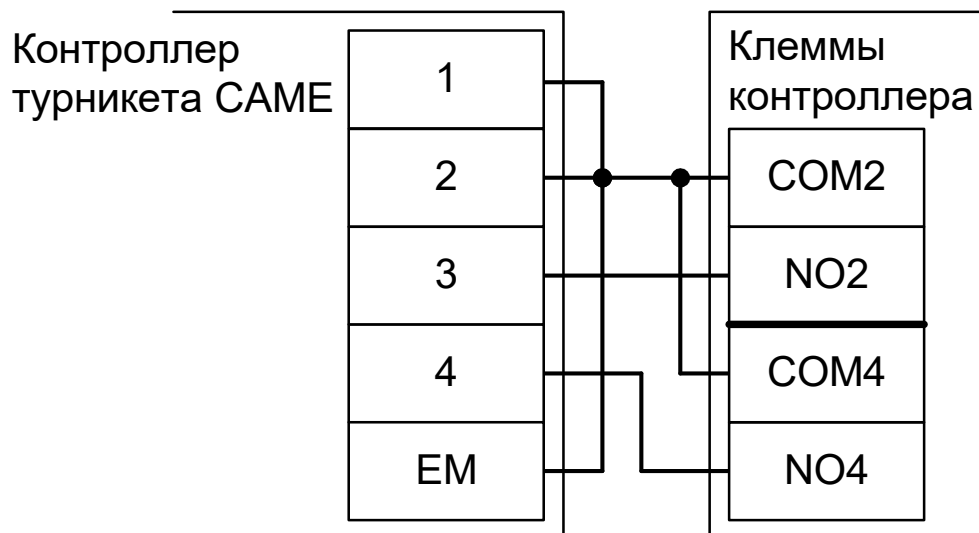 Контроллер
турникета CAME
1
2
3
4
EM
Клеммы
контроллера
COM2
NO2
COM4
NO4